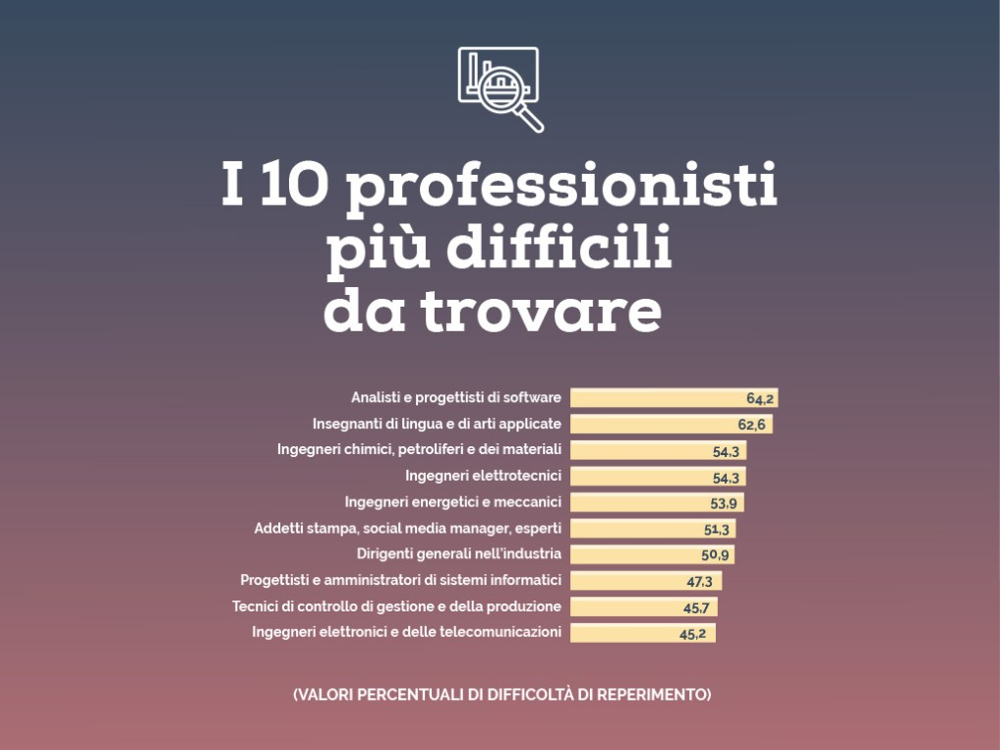 I 10 professionisti
più difficili
da trovare
Analisti e progettisti di software 64,2
Insegnanti di lingua e di arti applicate 62,6
Ingegneri chimici, petroliferi e dei materiali 54,3
Ingegneri elettrotecnici 54,3
Ingegneri energetici e meccanici 53,9
Addetti stampa, social media manager, esperti 51,3
Dirigenti generali nell'industria 50,9
Progettisti e amministratori di sistemi informatici 47,3
Tecnici di controllo di gestione e della produzione 45,7
Ingegneri elettronici e delle telecomunicazioni 45,2
(VALORI PERCENTUALI DI DIFFICOLTÀ DI REPERIMENTO)